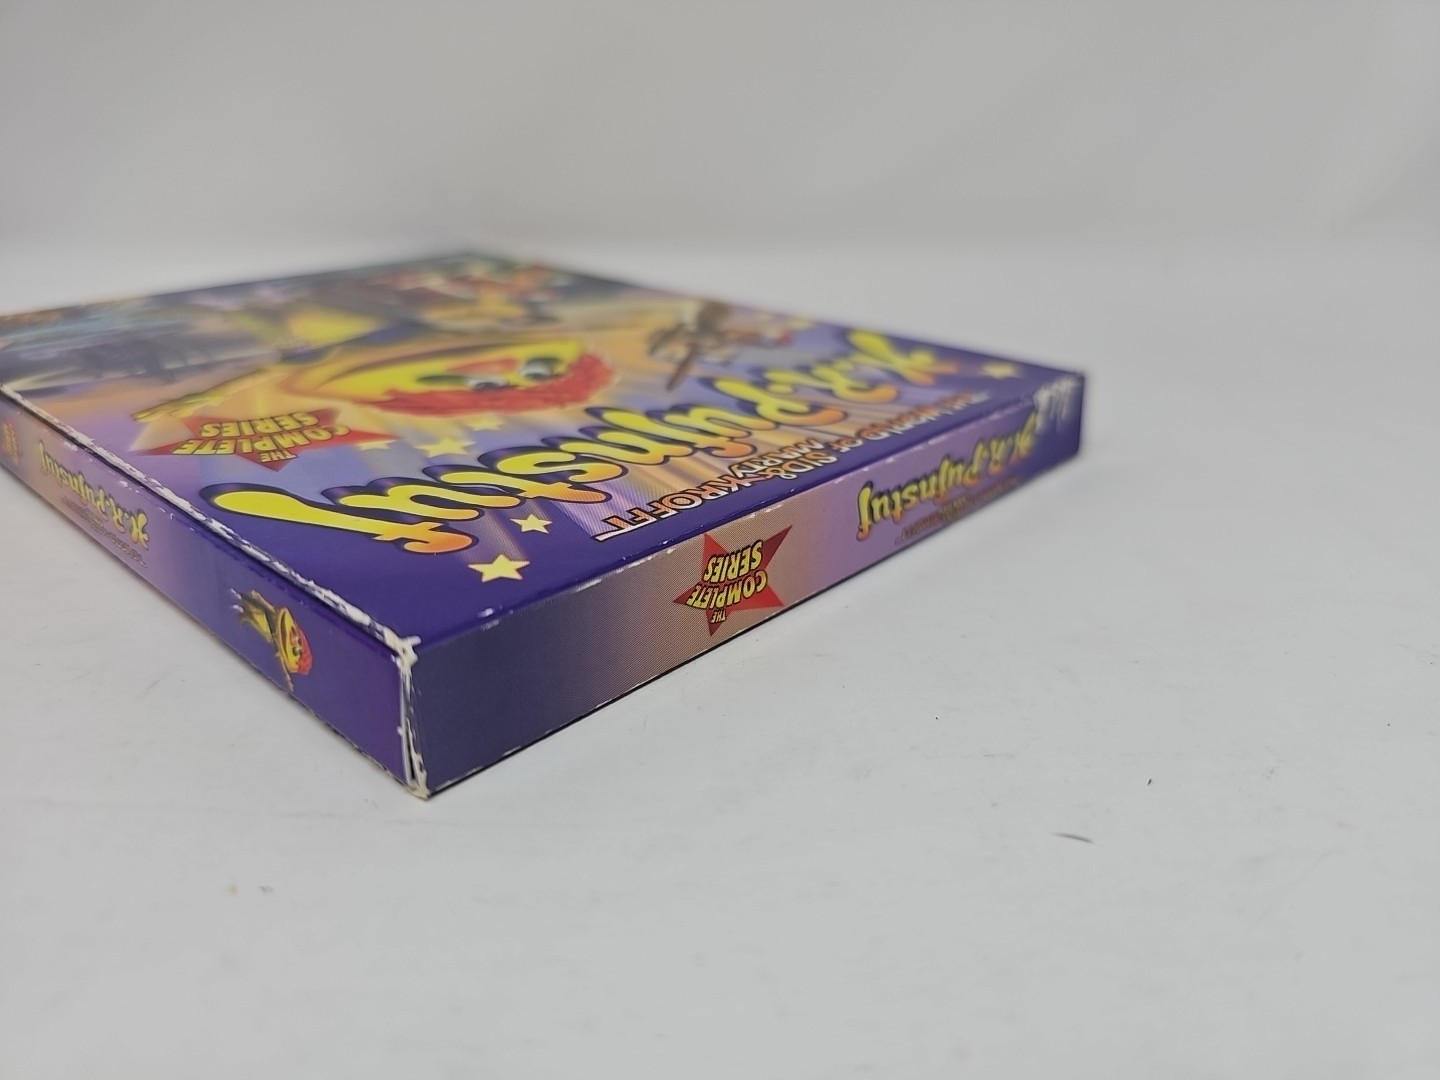 THE WORLD OF
SID &
MARTY
KROFFT
H.R. Pufnstuf
THE
COMPLETE
SERIES
H.R. Pufnstuf
THE
COMPLETE
SERIES
H.R. Pufnstuf